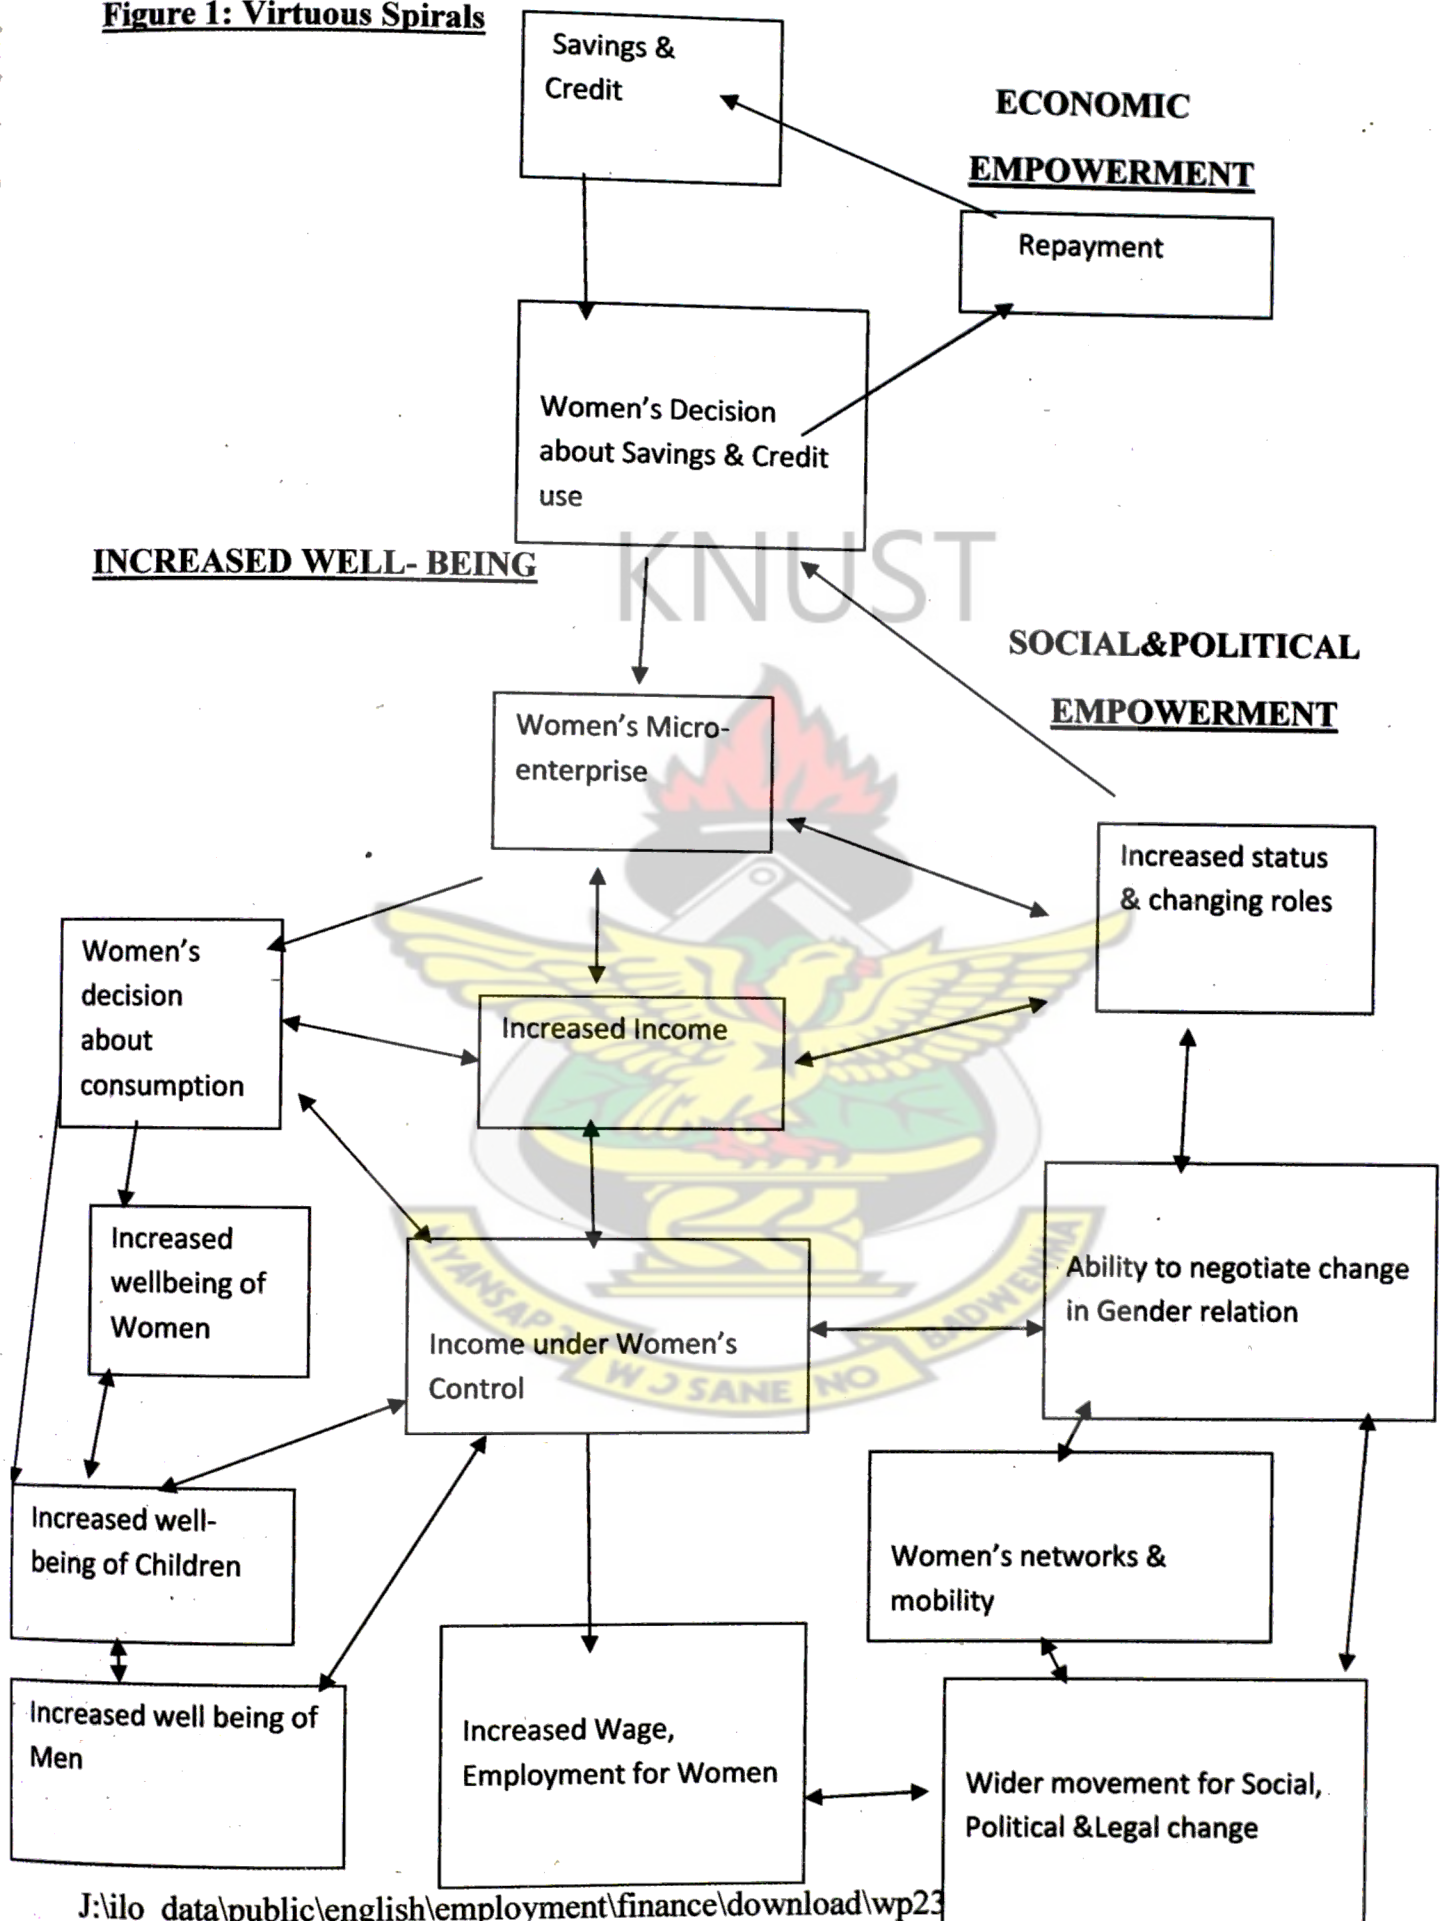 Figure 1: Virtuous Spirals
Savings &
Credit
ECONOMIC
EMPOWERMENT
Repayment
Women's Decision
about Savings & Credit
use
KNUST
INCREASED WELL- BEING
SOCIAL&POLITICAL
EMPOWERMENT
Women's Micro-
enterprise
Increased status
& changing roles
Women's
decision
about
consumption
Increased Income
Increased
wellbeing of
Women
Ability to negotiate change
in Gender relation
Income under Women's
Control
NYANSAPƆ WƆSANE NO BADWENMA
Increased well-
being of Children
Women's networks &
mobility
Increased well being of
Men
Increased Wage,
Employment for Women
Wider movement for Social,
Political &Legal change
J:\ilo_data\public\english\employment\finance\download\wp23